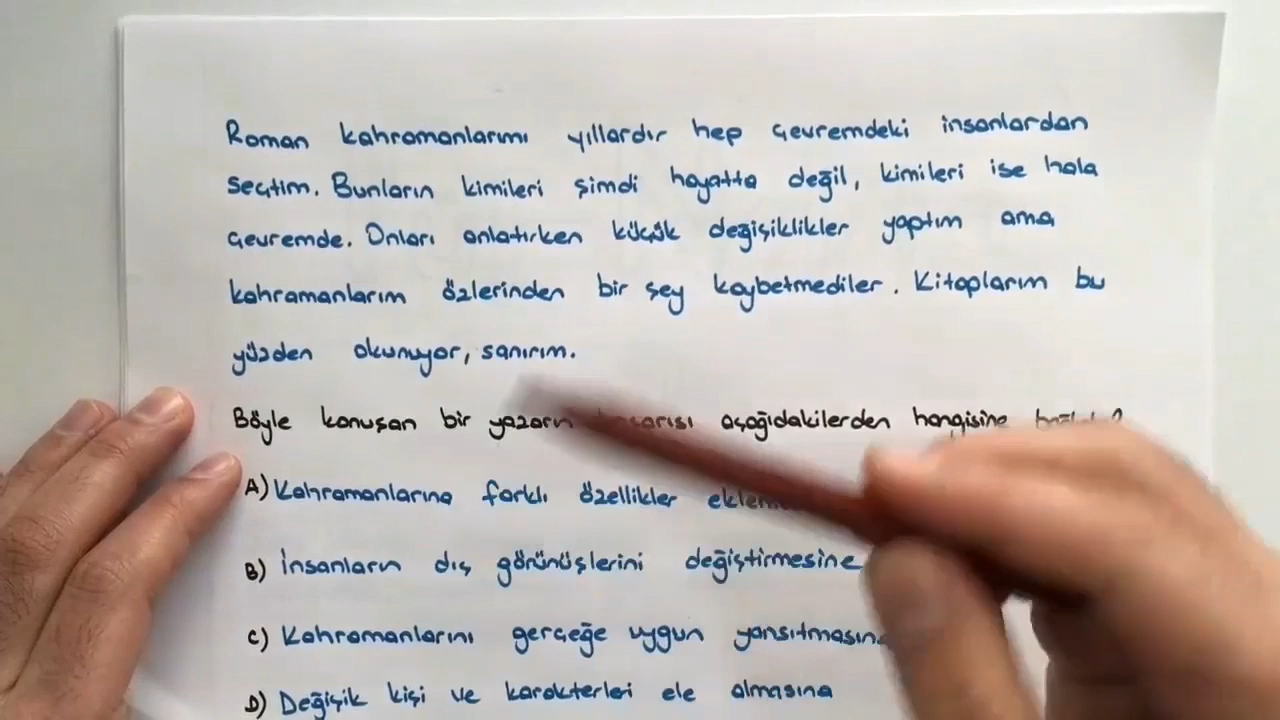 Roman kahramanlarımı yıllardır hep çevremdeki insanlardan
seçtim. Bunların kimileri şimdi hayatta değil, kimileri ise hala
çevremde. Onları anlatırken küçük değişiklikler yaptım ama
kahramanlarım özlerinden bir şey kaybetmediler. Kitaplarım bu
yüzden okunuyor, sanırım.
Böyle konuşan bir yazarın aşağıdakilerden hangisine
A) Kahramanlarına farklı özellikler
B) İnsanların dış görünüşlerini değiştirmesine
C) Kahramanlarını gerçeğe uygun yansıtmasına
D) Değişik kişi ve karakterleri ele almasına